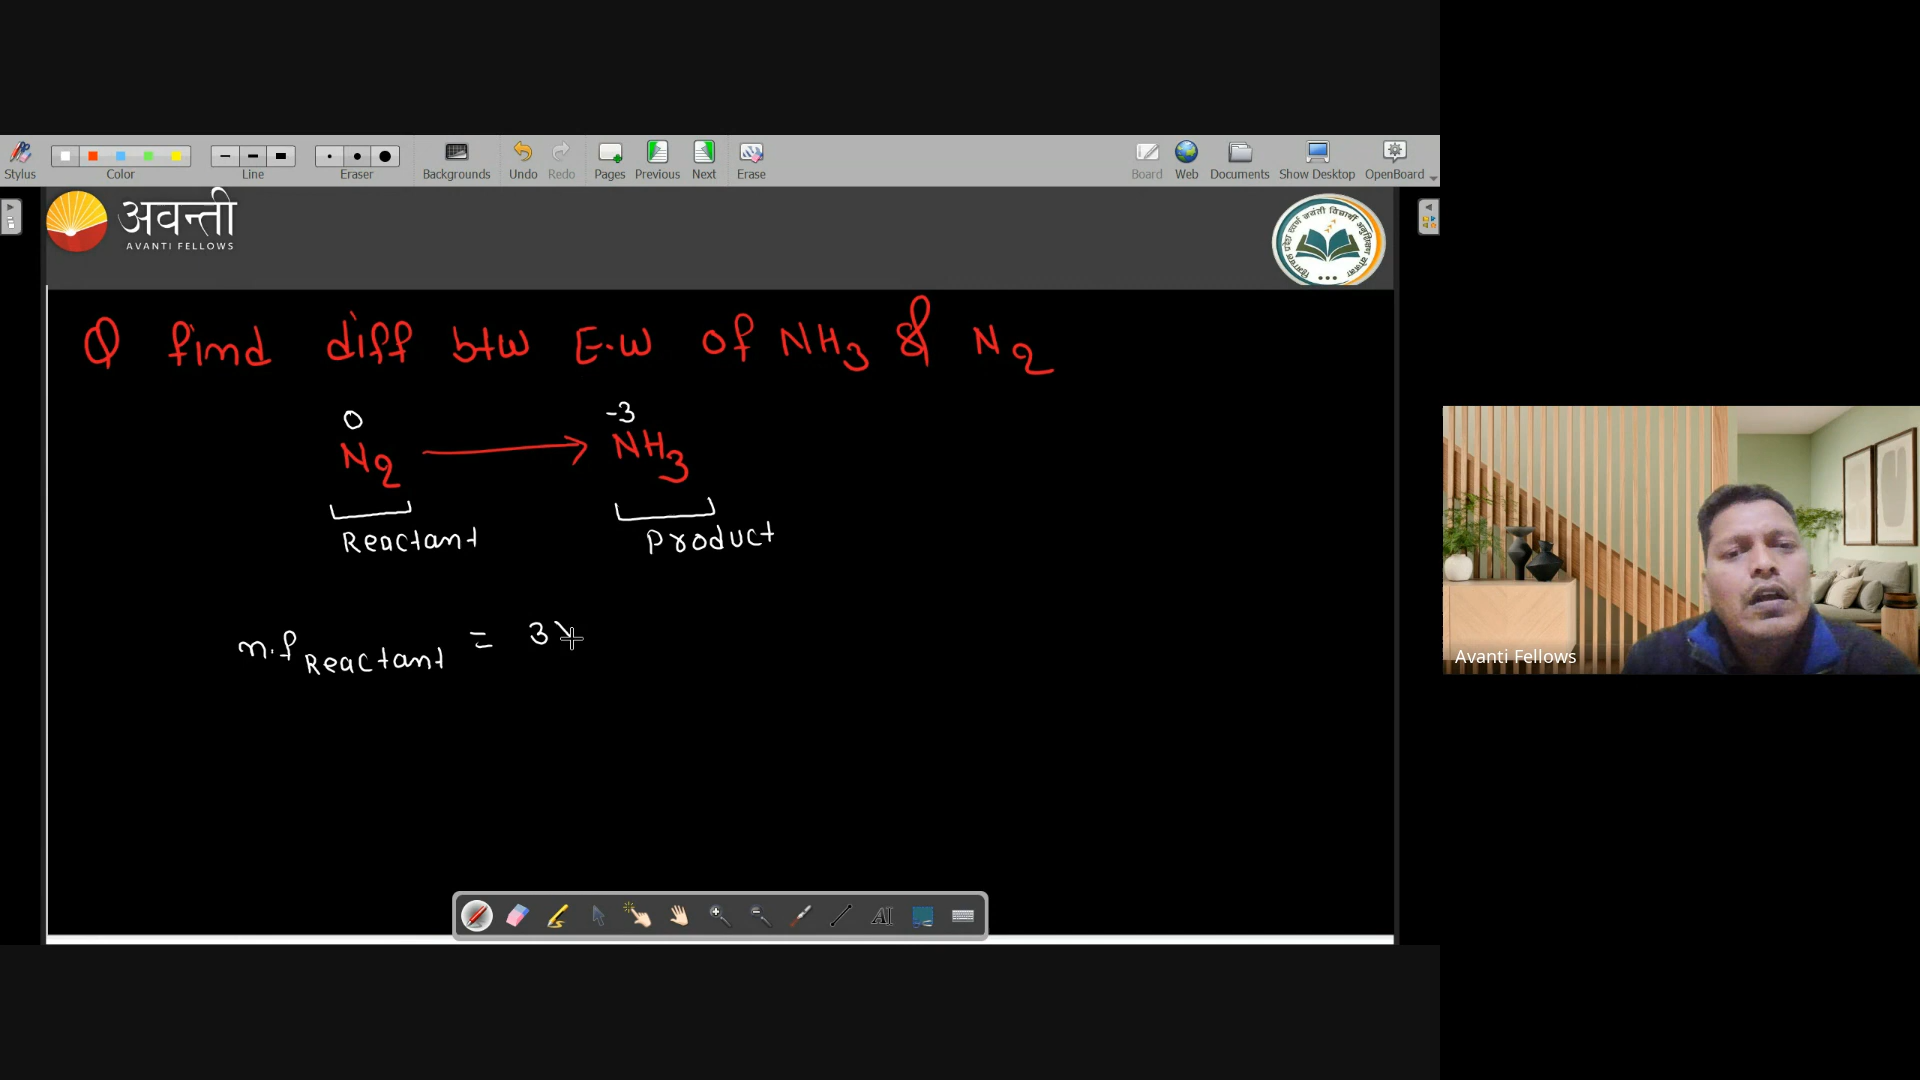 Stylus Color Line Eraser Backgrounds Undo Redo Pages Previous Next Erase Board Web Documents Show Desktop OpenBoard
अवन्ती
AVANTI FELLOWS
Q find diff btw E.W of NH3 & N2
0 -3
N2 → NH3
Reactant Product
n.f Reactant = 3
Avanti Fellows